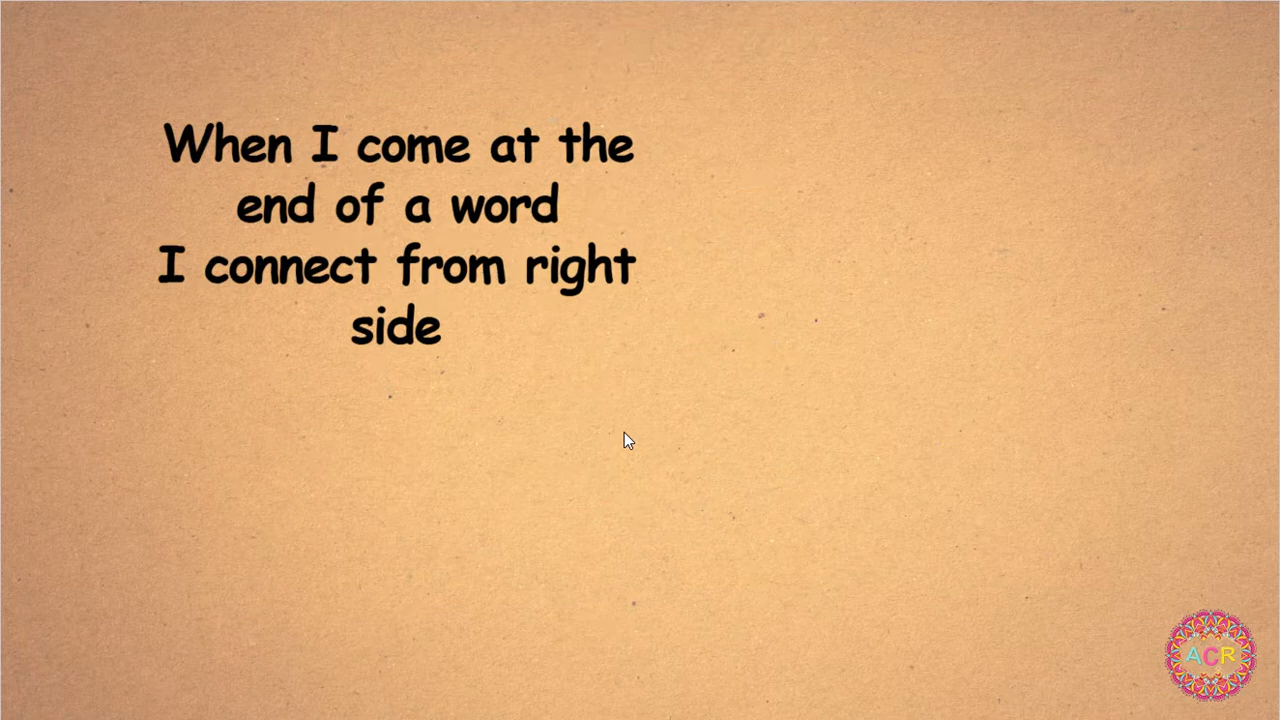 When I come at the
end of a word
I connect from right
side
ACR